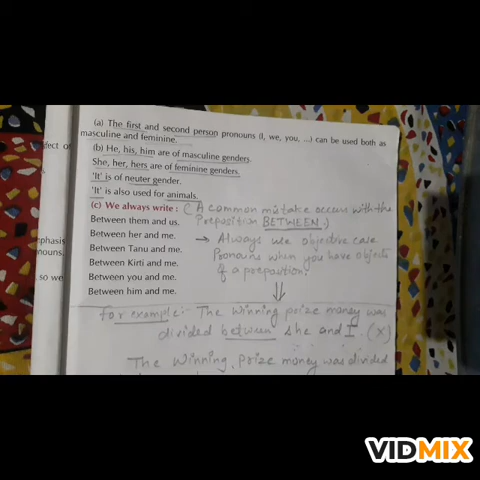 (a) The first and second person pronouns (I, we, you, ...) can be used both as
masculine and feminine.
(b) He, his, him are of masculine genders.
She, her, hers are of feminine genders.
'It' is of neuter gender.
'It' is also used for animals.
(c) We always write : (A common mistake occurs with the
Preposition BETWEEN.)
Between them and us.
Between her and me.
→ Always use objective case
Between Tanu and me.
Pronouns when you have objects
Between Kirti and me.
of a preposition.
Between you and me.
Between him and me.
For example:- The winning prize money was
divided between she and I. (X)
The winning prize money was divided
nouns.
so we
VIDMIX